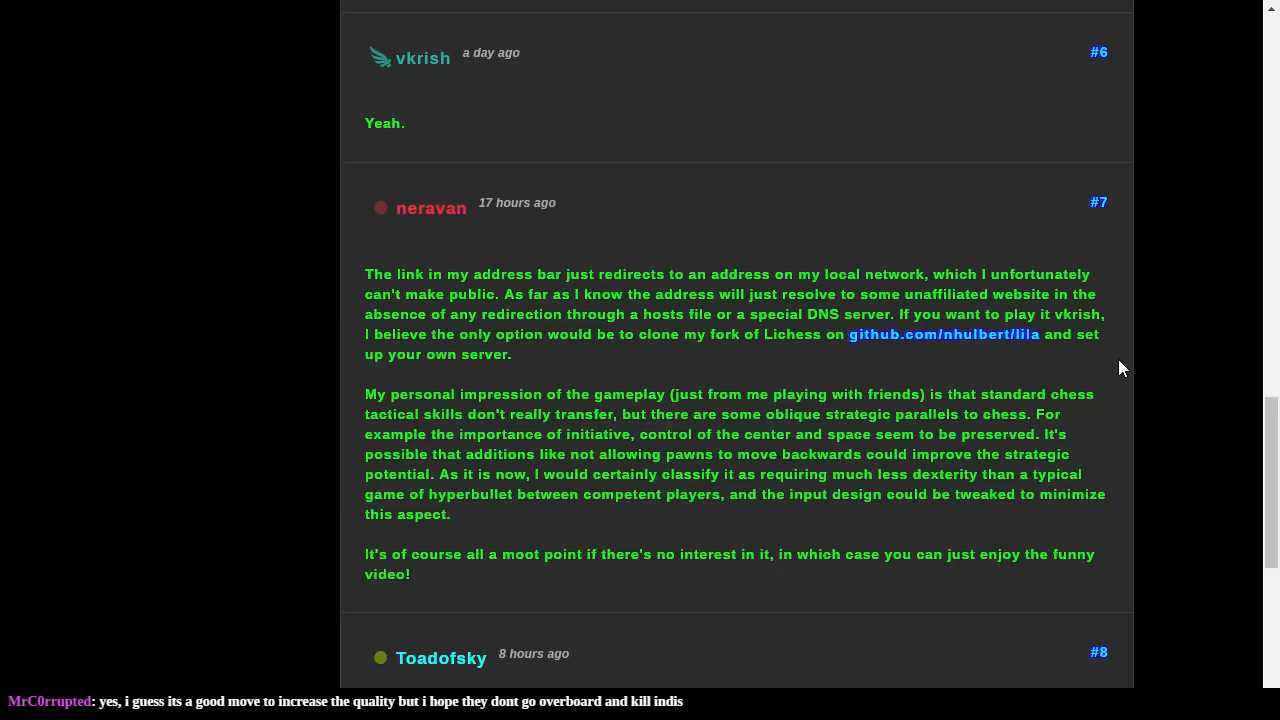 vkrish a day ago #6
Yeah.
neravan 17 hours ago #7
The link in my address bar just redirects to an address on my local network, which I unfortunately
can't make public. As far as I know the address will just resolve to some unaffiliated website in the
absence of any redirection through a hosts file or a special DNS server. If you want to play it vkrish,
I believe the only option would be to clone my fork of Lichess on github.com/nhulbert/lila and set
up your own server.
My personal impression of the gameplay (just from me playing with friends) is that standard chess
tactical skills don't really transfer, but there are some oblique strategic parallels to chess. For
example the importance of initiative, control of the center and space seem to be preserved. It's
possible that additions like not allowing pawns to move backwards could improve the strategic
potential. As it is now, I would certainly classify it as requiring much less dexterity than a typical
game of hyperbullet between competent players, and the input design could be tweaked to minimize
this aspect.
It's of course all a moot point if there's no interest in it, in which case you can just enjoy the funny
video!
Toadofsky 8 hours ago #8
MrC0rrupted: yes, i guess its a good move to increase the quality but i hope they dont go overboard and kill indis